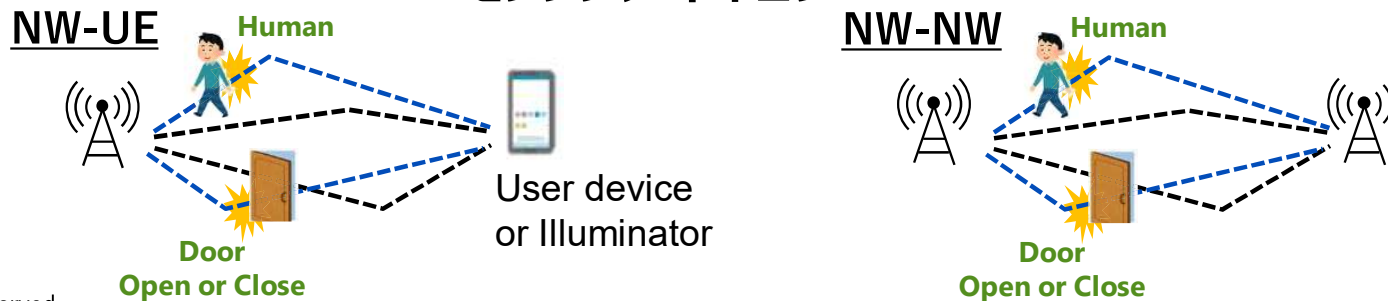 NW-UE
Human
User device
or Illuminator
Door
Open or Close
NW-NW
Human
Door
Open or Close